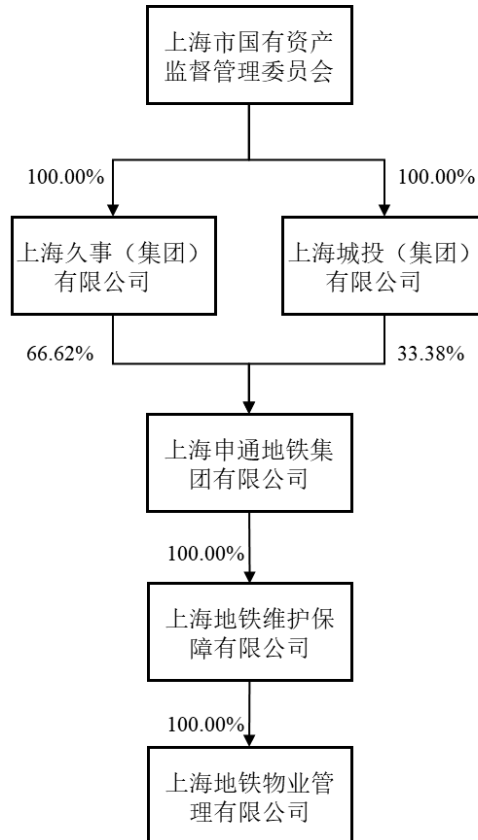 上海市国有资产
监督管理委员会
100.00%
100.00%
上海久事（集团）
有限公司
上海城投（集团）
有限公司
66.62%
33.38%
上海申通地铁集
团有限公司
100.00%
上海地铁维护保
障有限公司
100.00%
上海地铁物业管
理有限公司